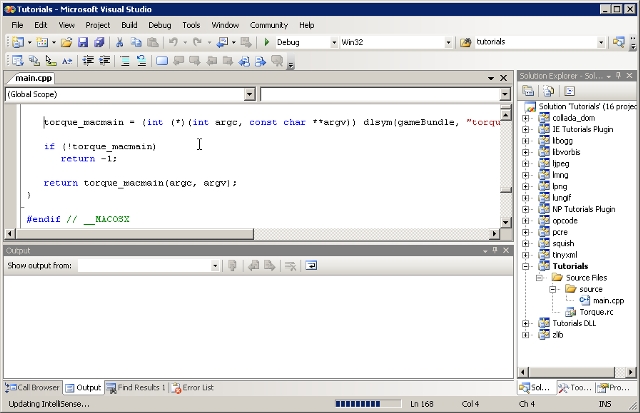 Tutorials - Microsoft Visual Studio
File Edit View Project Build Debug Tools Window Community Help
Debug Win32 tutorials
main.cpp
(Global Scope)
torque_macmain = (int (*)(int argc, const char **argv)) dlsym(gameBundle, "torqu
if (!torque_macmain)
return -1;
return torque_macmain(argc, argv);
}
#endif // __MACOSX
Output
Show output from:
Call Browser Output Find Results 1 Error List
Solution Explorer - Sol...
Solution 'Tutorials' (16 projec
collada_dom
IE Tutorials Plugin
libogg
libvorbis
ljpeg
lmng
lpng
lungif
NP Tutorials Plugin
opcode
pcre
squish
tinyxml
Tutorials
Source Files
source
main.cpp
Torque.rc
Tutorials DLL
zlib
Sol... Too... Pro...
Updating IntelliSense... Ln 168 Col 4 Ch 4 INS